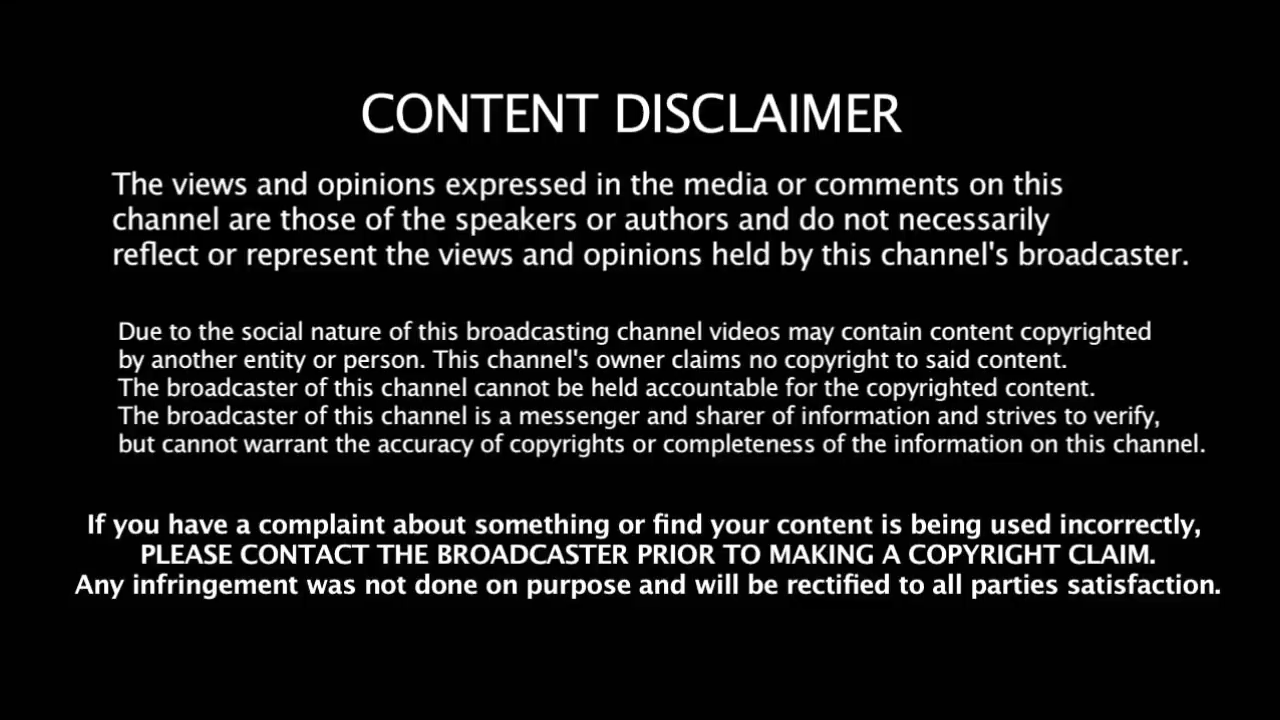 CONTENT DISCLAIMER
The views and opinions expressed in the media or comments on this
channel are those of the speakers or authors and do not necessarily
reflect or represent the views and opinions held by this channel's broadcaster.
Due to the social nature of this broadcasting channel videos may contain content copyrighted
by another entity or person. This channel's owner claims no copyright to said content.
The broadcaster of this channel cannot be held accountable for the copyrighted content.
The broadcaster of this channel is a messenger and sharer of information and strives to verify,
but cannot warrant the accuracy of copyrights or completeness of the information on this channel.
If you have a complaint about something or find your content is being used incorrectly,
PLEASE CONTACT THE BROADCASTER PRIOR TO MAKING A COPYRIGHT CLAIM.
Any infringement was not done on purpose and will be rectified to all parties satisfaction.